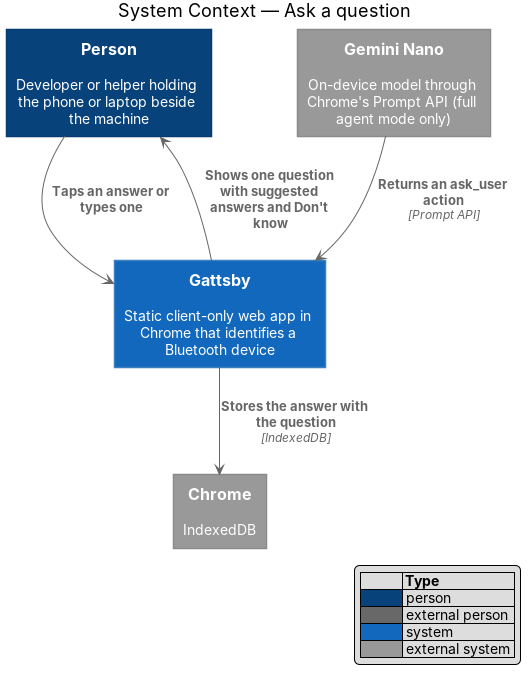 System Context — Ask a question
Person
Developer or helper holding
the phone or laptop beside
the machine
Gemini Nano
On-device model through
Chrome's Prompt API (full
agent mode only)
Taps an answer or
types one
Shows one question
with suggested
answers and Don't
know
Returns an ask_user
action
[Prompt API]
Gattsby
Static client-only web app in
Chrome that identifies a
Bluetooth device
Stores the answer with
the question
[IndexedDB]
Chrome
IndexedDB
Type
person
external person
system
external system